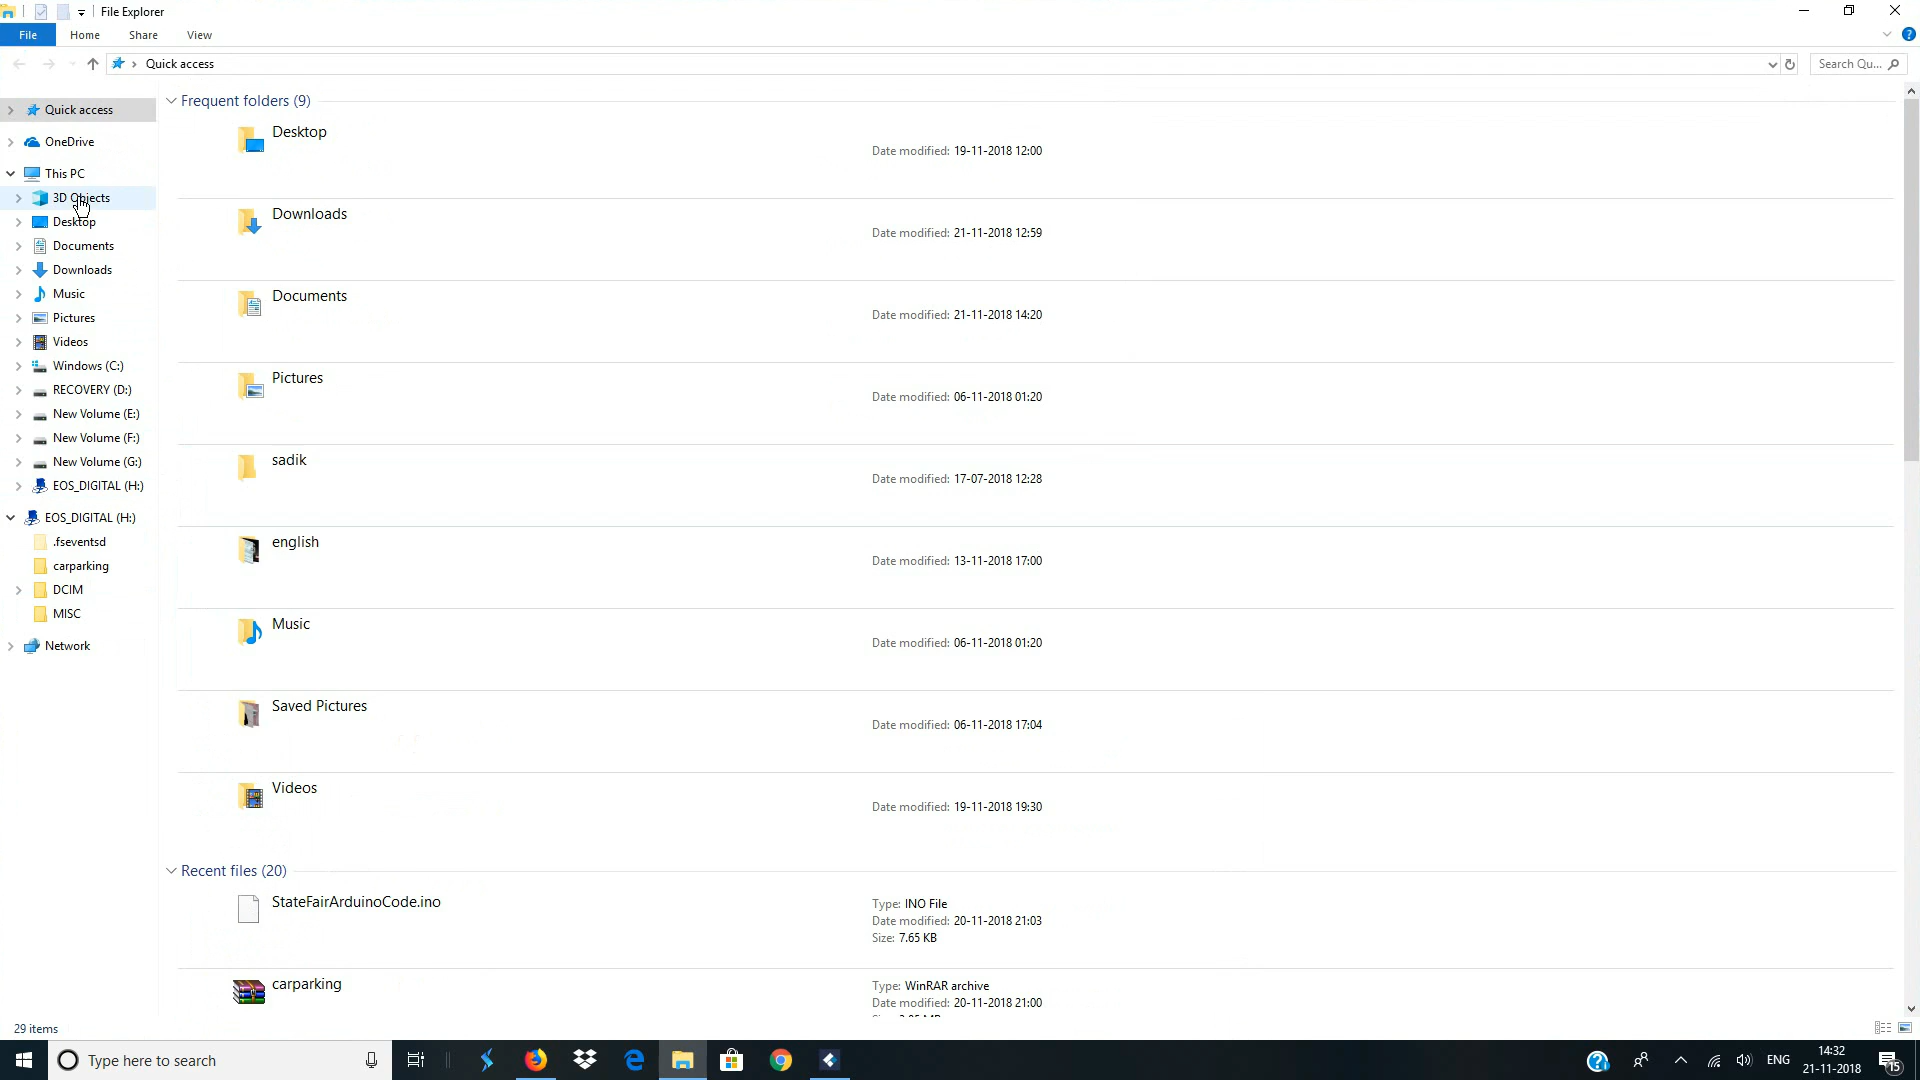 File Explorer
File Home Share View
Quick access
Search Qu...
Quick access
OneDrive
This PC
3D Objects
Desktop
Documents
Downloads
Music
Pictures
Videos
Windows (C:)
RECOVERY (D:)
New Volume (E:)
New Volume (F:)
New Volume (G:)
EOS_DIGITAL (H:)
EOS_DIGITAL (H:)
.fseventsd
carparking
DCIM
MISC
Network
Frequent folders (9)
Desktop
Date modified: 19-11-2018 12:00
Downloads
Date modified: 21-11-2018 12:59
Documents
Date modified: 21-11-2018 14:20
Pictures
Date modified: 06-11-2018 01:20
sadik
Date modified: 17-07-2018 12:28
english
Date modified: 13-11-2018 17:00
Music
Date modified: 06-11-2018 01:20
Saved Pictures
Date modified: 06-11-2018 17:04
Videos
Date modified: 19-11-2018 19:30
Recent files (20)
StateFairArduinoCode.ino
Type: INO File
Date modified: 20-11-2018 21:03
Size: 7.65 KB
carparking
Type: WinRAR archive
Date modified: 20-11-2018 21:00
29 items
Type here to search
ENG
14:32
21-11-2018
15